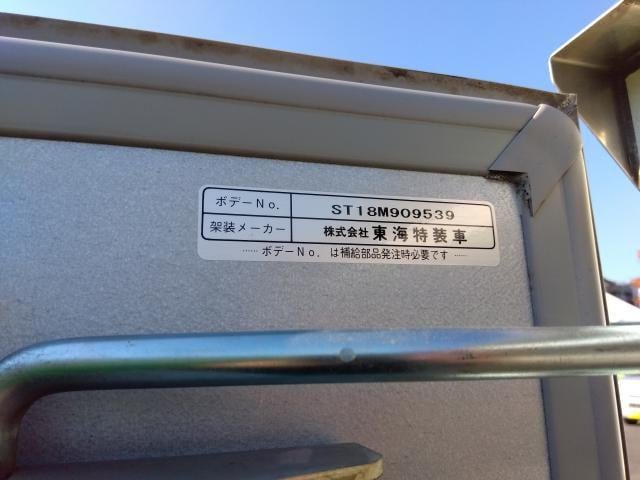 ボデーNo. ST18M909539
架装メーカー 株式会社 東海特装車
……ボデーNo. は補給部品発注時必要です……